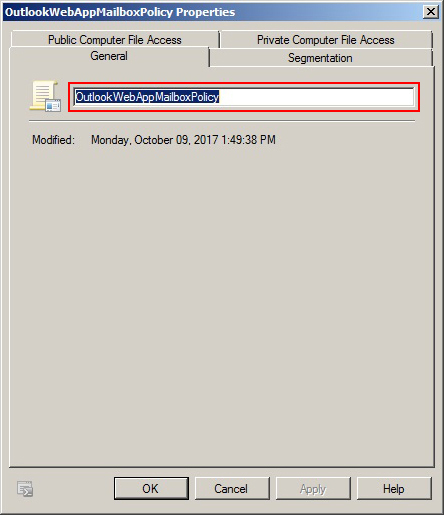 OutlookWebAppMailboxPolicy Properties
Public Computer File Access
Private Computer File Access
General
Segmentation
OutlookWebAppMailboxPolicy
Modified: Monday, October 09, 2017 1:49:38 PM
OK
Cancel
Apply
Help